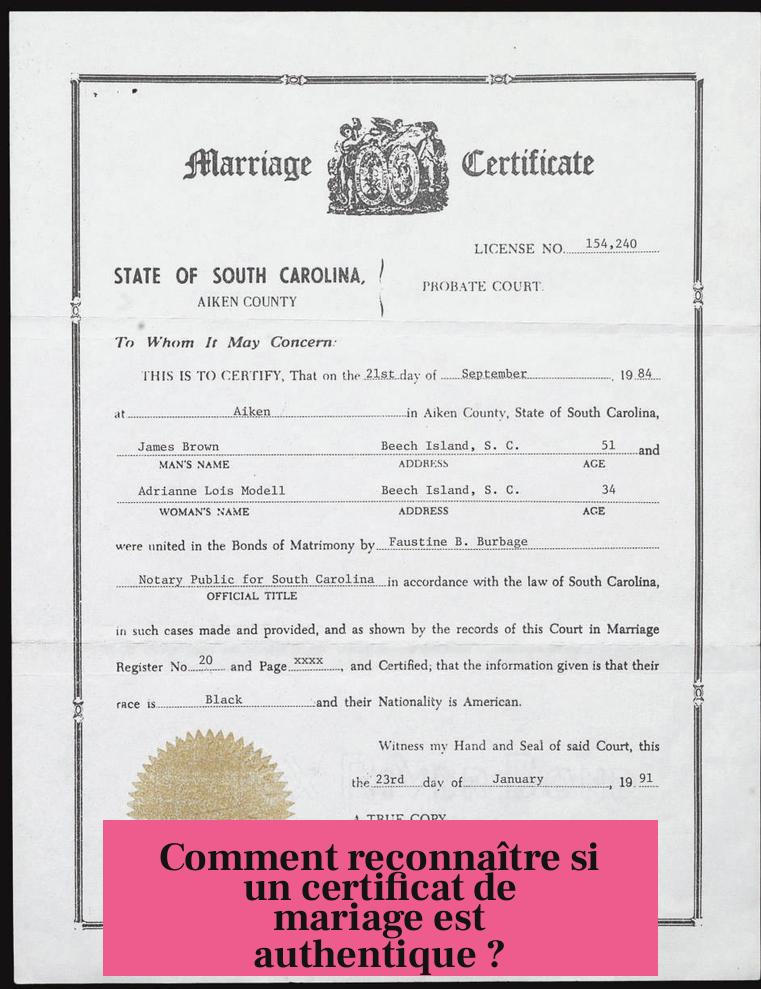 Marriage Certificate
LICENSE NO. 154,240
STATE OF SOUTH CAROLINA,
PROBATE COURT.
AIKEN COUNTY
To Whom It May Concern:
THIS IS TO CERTIFY, That on the 21st day of September, 19 84
at Aiken in Aiken County, State of South Carolina,
James Brown Beech Island, S. C. 51 and
MAN'S NAME ADDRESS AGE
Adrianne Lois Modell Beech Island, S. C. 34
WOMAN'S NAME ADDRESS AGE
were united in the Bonds of Matrimony by Faustine B. Burbage
Notary Public for South Carolina in accordance with the law of South Carolina,
OFFICIAL TITLE
in such cases made and provided, and as shown by the records of this Court in Marriage
Register No. 20 and Page xxxx, and Certified; that the information given is that their
race is Black and their Nationality is American.
Witness my Hand and Seal of said Court, this
the 23rd day of January, 19 91
A TRUE COPY
Comment reconnaître si
un certificat de
mariage est
authentique ?